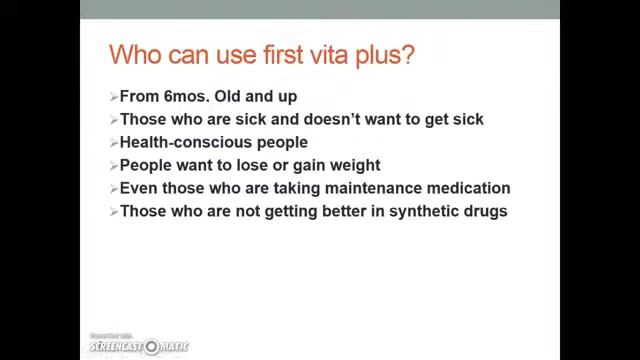 Who can use first vita plus?
From 6mos. Old and up
Those who are sick and doesn't want to get sick
Health-conscious people
People want to lose or gain weight
Even those who are taking maintenance medication
Those who are not getting better in synthetic drugs
Presented with
SCREENCAST MATIC